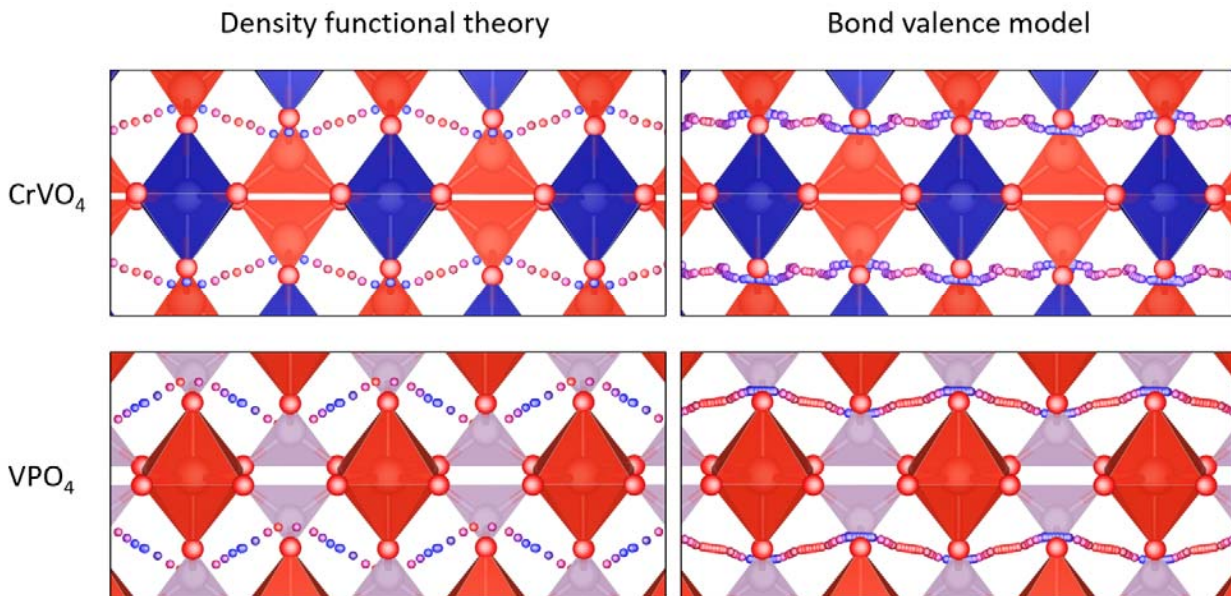 Density functional theory
Bond valence model
CrVO₄
VPO₄